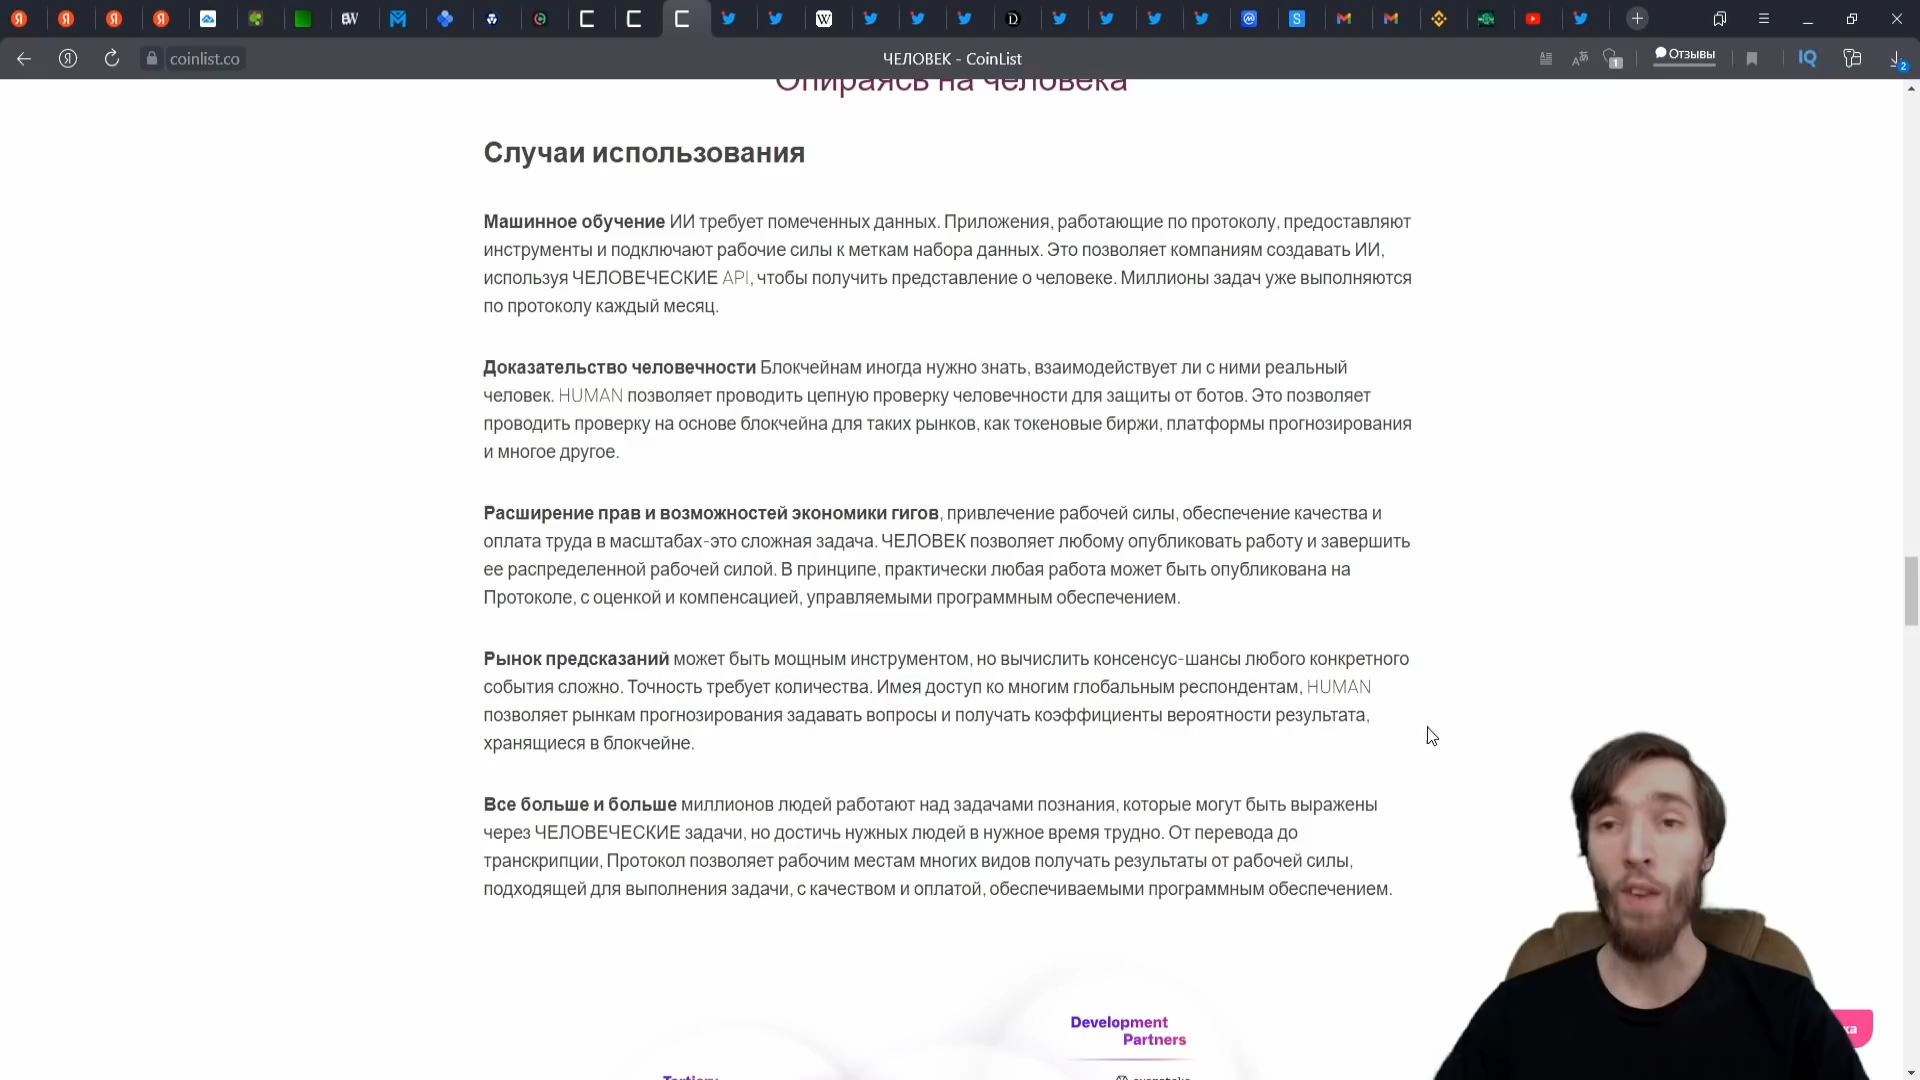 coinlist.co
ЧЕЛОВЕК - CoinList
1
Отзывы
IQ
2
Опираясь на человека
Случаи использования
Машинное обучение ИИ требует помеченных данных. Приложения, работающие по протоколу, предоставляют
инструменты и подключают рабочие силы к меткам набора данных. Это позволяет компаниям создавать ИИ,
используя ЧЕЛОВЕЧЕСКИЕ API, чтобы получить представление о человеке. Миллионы задач уже выполняются
по протоколу каждый месяц.
Доказательство человечности Блокчейнам иногда нужно знать, взаимодействует ли с ними реальный
человек. HUMAN позволяет проводить цепную проверку человечности для защиты от ботов. Это позволяет
проводить проверку на основе блокчейна для таких рынков, как токеновые биржи, платформы прогнозирования
и многое другое.
Расширение прав и возможностей экономики гигов, привлечение рабочей силы, обеспечение качества и
оплата труда в масштабах-это сложная задача. ЧЕЛОВЕК позволяет любому опубликовать работу и завершить
ее распределенной рабочей силой. В принципе, практически любая работа может быть опубликована на
Протоколе, с оценкой и компенсацией, управляемыми программным обеспечением.
Рынок предсказаний может быть мощным инструментом, но вычислить консенсус-шансы любого конкретного
события сложно. Точность требует количества. Имея доступ ко многим глобальным респондентам, HUMAN
позволяет рынкам прогнозирования задавать вопросы и получать коэффициенты вероятности результата,
хранящиеся в блокчейне.
Все больше и больше миллионов людей работают над задачами познания, которые могут быть выражены
через ЧЕЛОВЕЧЕСКИЕ задачи, но достичь нужных людей в нужное время трудно. От перевода до
транскрипции, Протокол позволяет рабочим местам многих видов получать результаты от рабочей силы,
подходящей для выполнения задачи, с качеством и оплатой, обеспечиваемыми программным обеспечением.
Development
Partners